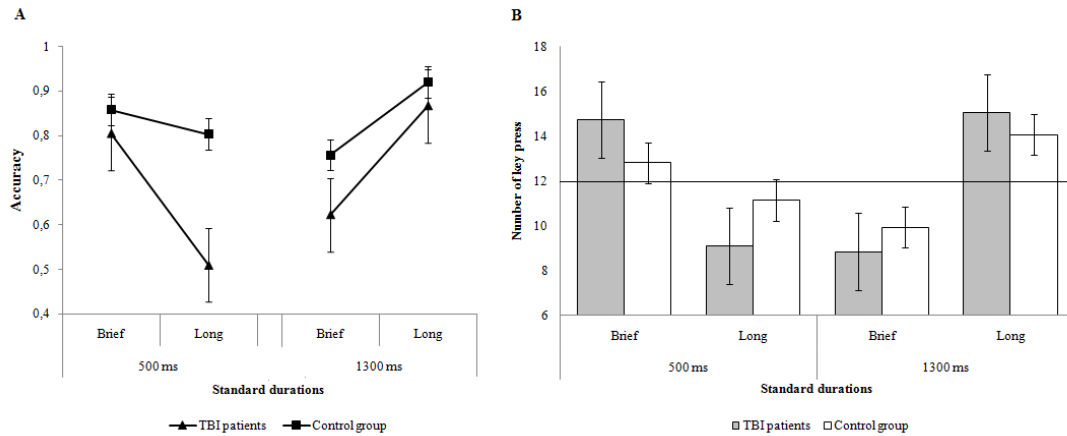 A
Accuracy
1
0,9
0,8
0,7
0,6
0,5
0,4
Brief Long Brief Long
500 ms 1300 ms
Standard durations
TBI patients Control group
B
Number of key press
18
16
14
12
10
8
6
Brief Long Brief Long
500 ms 1300 ms
Standard durations
TBI patients Control group